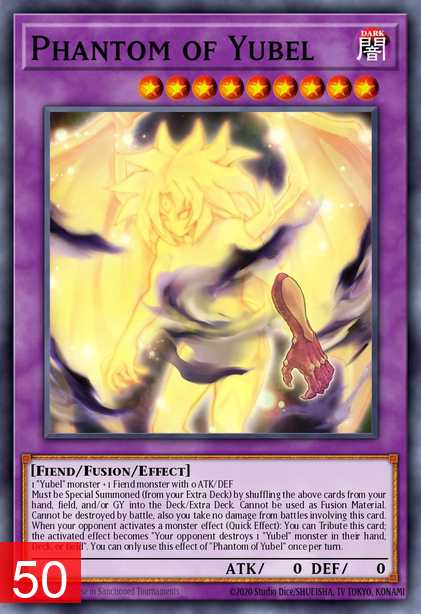 PHANTOM OF YUBEL
DARK
闇
[FIEND/FUSION/EFFECT]
1 "Yubel" monster + 1 Fiend monster with 0 ATK/DEF
Must be Special Summoned (from your Extra Deck) by shuffling the above cards from your
hand, field, and/or GY into the Deck/Extra Deck. Cannot be used as Fusion Material.
Cannot be destroyed by battle, also you take no damage from battles involving this card.
When your opponent activates a monster effect (Quick Effect): You can Tribute this card;
the activated effect becomes "Your opponent destroys 1 "Yubel" monster in their hand,
Deck, or field". You can only use this effect of "Phantom of Yubel" once per turn.
ATK/ 0 DEF/ 0
50
Use in Sanctioned Tournaments
©2020 Studio Dice/SHUEISHA, TV TOKYO, KONAMI